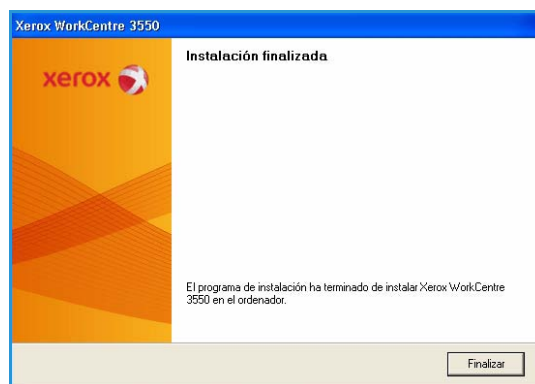 Xerox WorkCentre 3550
Instalación finalizada
xerox
El programa de instalación ha terminado de instalar Xerox WorkCentre
3550 en el ordenador.
Finalizar